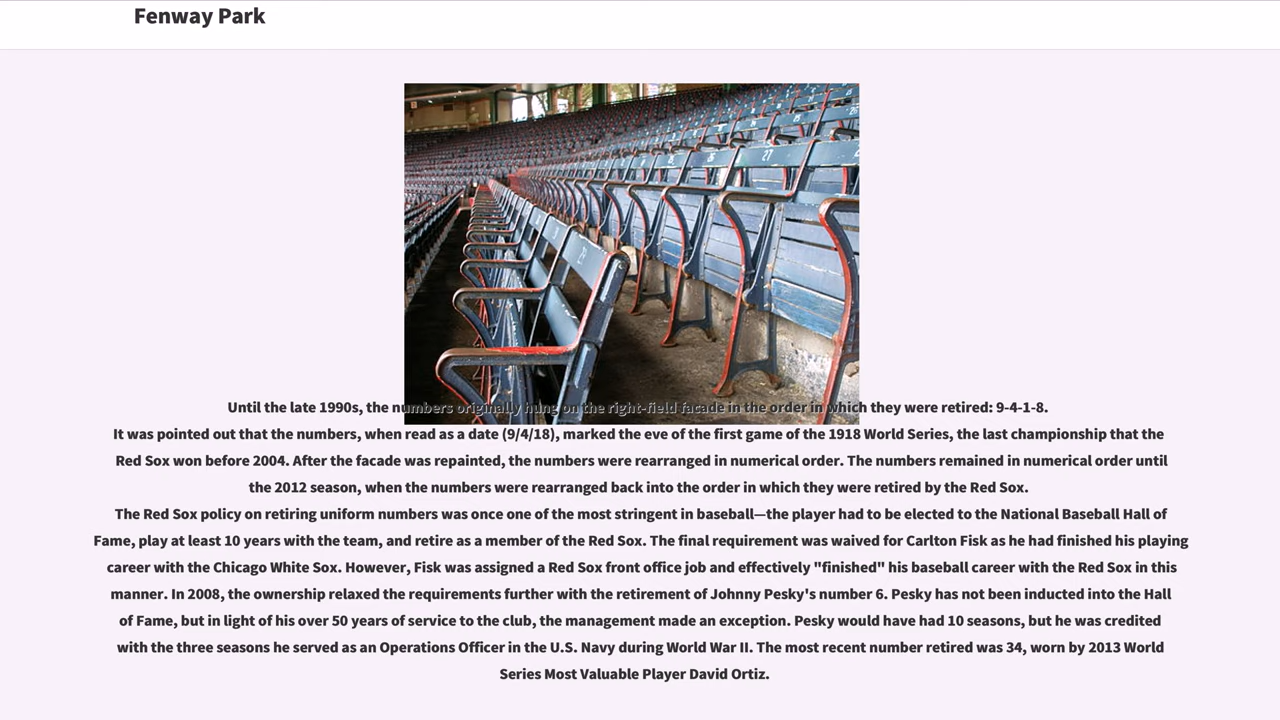 Fenway Park
27
Until the late 1990s, the numbers originally hung on the right-field facade in the order in which they were retired: 9-4-1-8.
It was pointed out that the numbers, when read as a date (9/4/18), marked the eve of the first game of the 1918 World Series, the last championship that the
Red Sox won before 2004. After the facade was repainted, the numbers were rearranged in numerical order. The numbers remained in numerical order until
the 2012 season, when the numbers were rearranged back into the order in which they were retired by the Red Sox.
The Red Sox policy on retiring uniform numbers was once one of the most stringent in baseball—the player had to be elected to the National Baseball Hall of
Fame, play at least 10 years with the team, and retire as a member of the Red Sox. The final requirement was waived for Carlton Fisk as he had finished his playing
career with the Chicago White Sox. However, Fisk was assigned a Red Sox front office job and effectively "finished" his baseball career with the Red Sox in this
manner. In 2008, the ownership relaxed the requirements further with the retirement of Johnny Pesky's number 6. Pesky has not been inducted into the Hall
of Fame, but in light of his over 50 years of service to the club, the management made an exception. Pesky would have had 10 seasons, but he was credited
with the three seasons he served as an Operations Officer in the U.S. Navy during World War II. The most recent number retired was 34, worn by 2013 World
Series Most Valuable Player David Ortiz.